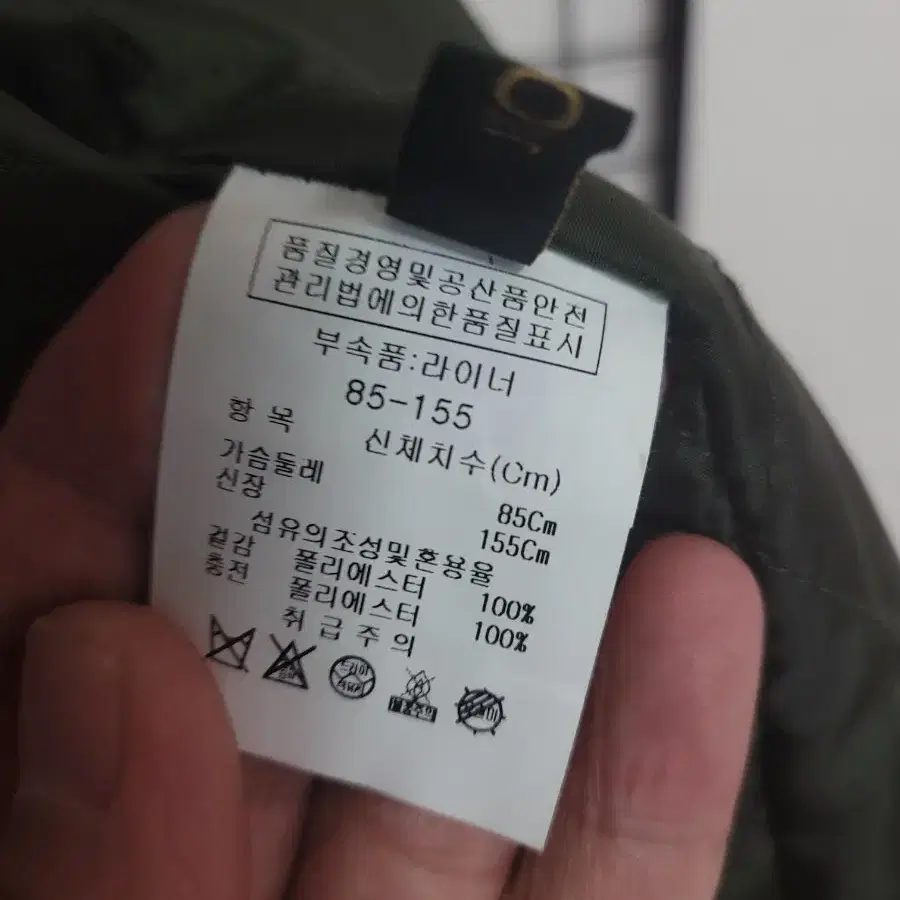 품질경영및공산품안전
관리법에의한품질표시
부속품:라이너
85-155
항 목 신체치수(Cm)
가슴둘레 85Cm
신장 155Cm
섬유의조성및혼용율
겉감 폴리에스터 100%
충전 폴리에스터 100%
취 급 주 의
드라이